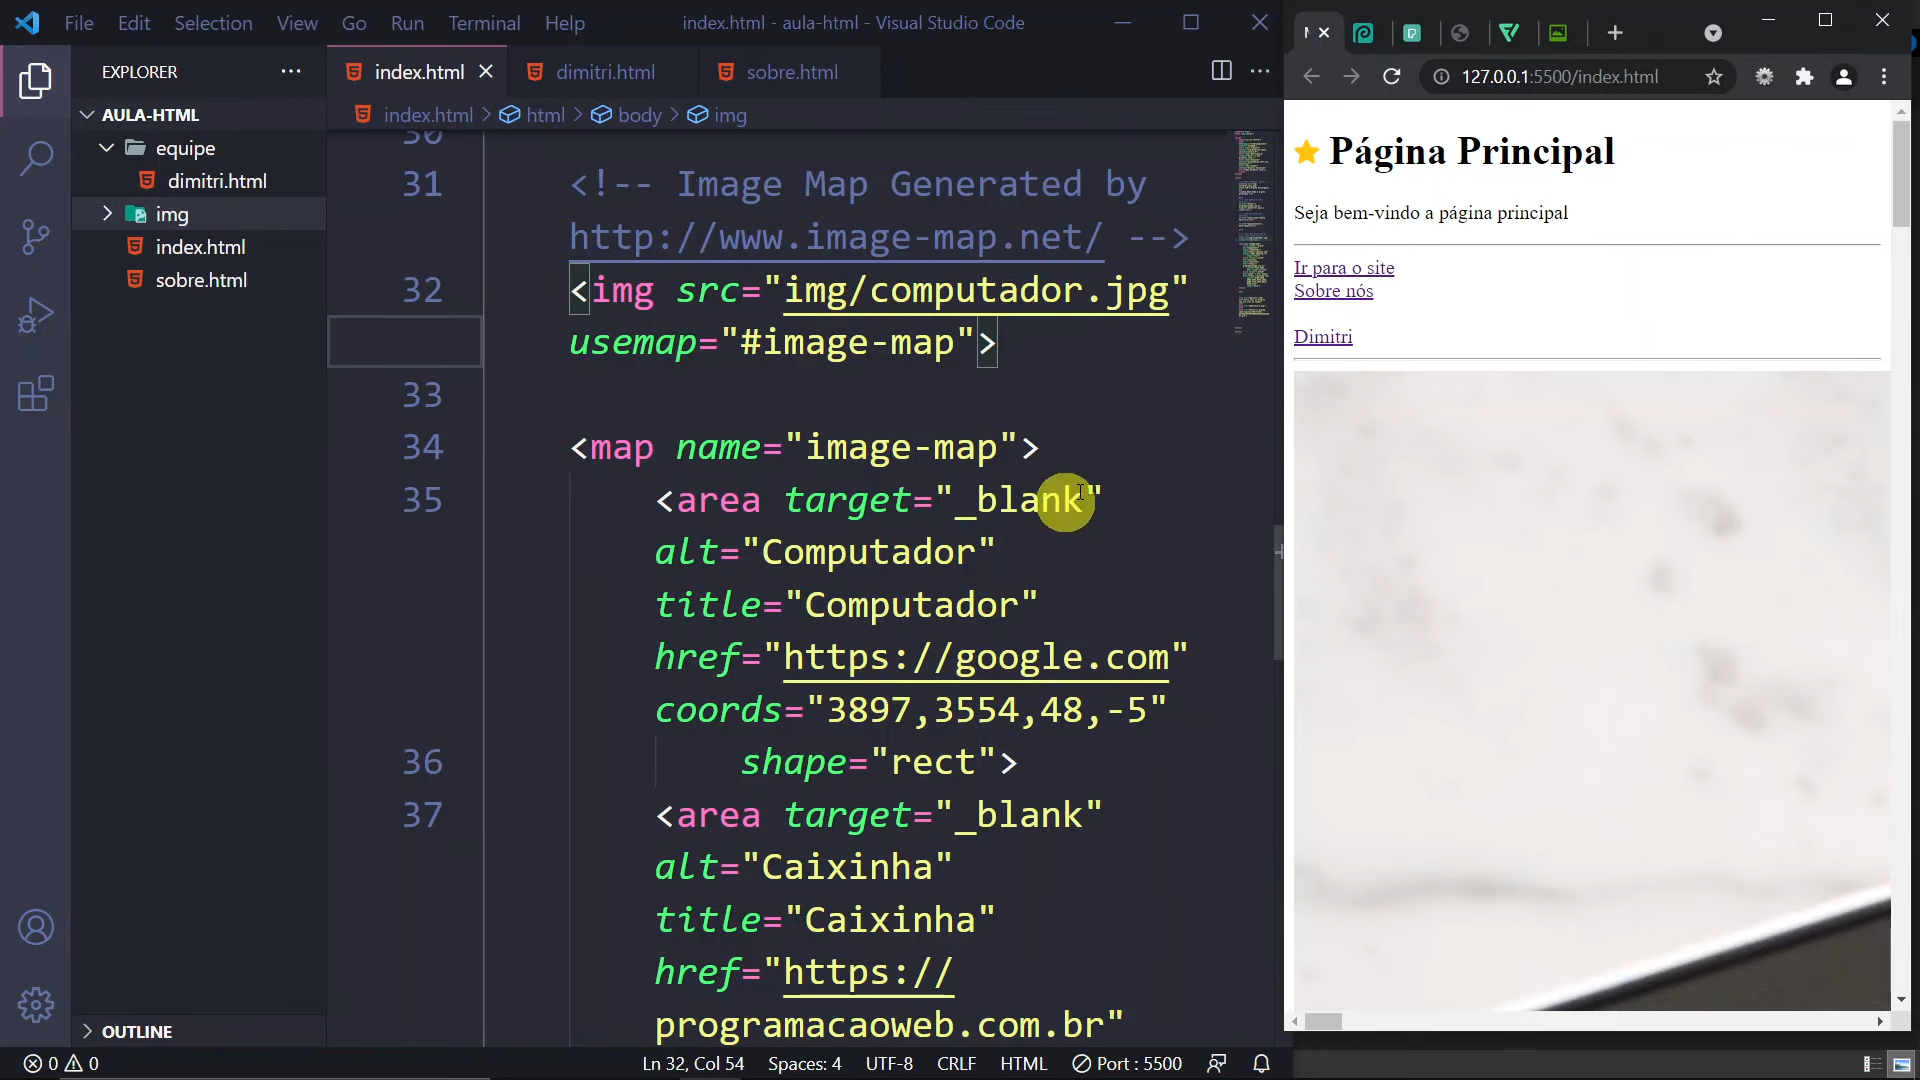 File Edit Selection View Go Run Terminal Help
index.html - aula-html - Visual Studio Code
EXPLORER
AULA-HTML
equipe
dimitri.html
img
index.html
sobre.html
OUTLINE
index.html dimitri.html sobre.html
index.html > html > body > img
30
31 <!-- Image Map Generated by
http://www.image-map.net/ -->
32 <img src="img/computador.jpg"
usemap="#image-map">
33
34 <map name="image-map">
35 <area target="_blank"
alt="Computador"
title="Computador"
href="https://google.com"
coords="3897,3554,48,-5"
36 shape="rect">
37 <area target="_blank"
alt="Caixinha"
title="Caixinha"
href="https://
programacaoweb.com.br"
0 0
Ln 32, Col 54 Spaces: 4 UTF-8 CRLF HTML Port : 5500
127.0.0.1:5500/index.html
Página Principal
Seja bem-vindo a página principal
Ir para o site
Sobre nós
Dimitri